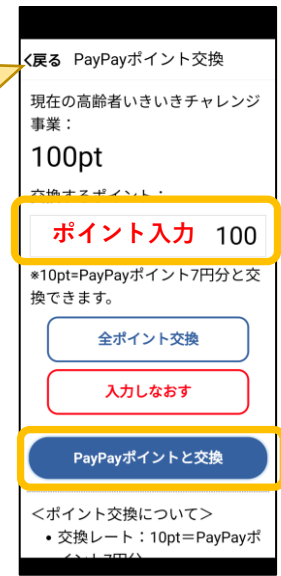 <戻る PayPayポイント交換
現在の高齢者いきいきチャレンジ
事業：
100pt
交換するポイント：
ポイント入力 100
※10pt=PayPayポイント7円分と交
換できます。
全ポイント交換
入力しなおす
PayPayポイントと交換
＜ポイント交換について＞
• 交換レート：10pt＝PayPayポ
イント7円分